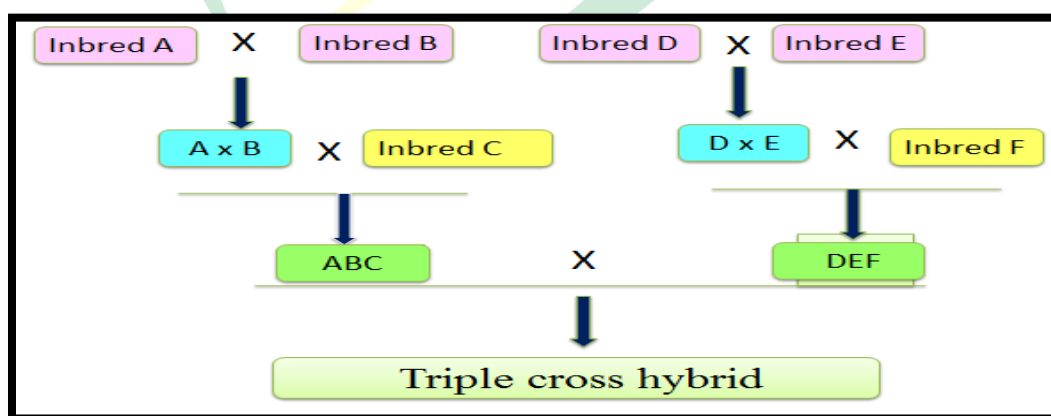 Inbred A X Inbred B Inbred D X Inbred E
A x B X Inbred C D x E X Inbred F
ABC X DEF
Triple cross hybrid